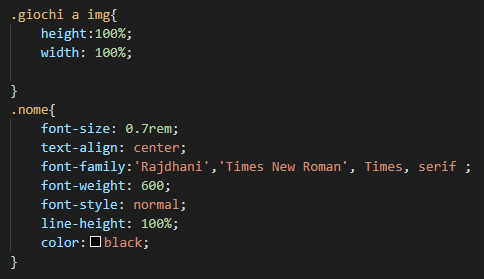 .giochi a img{
    height:100%;
    width: 100%;

}
.nome{
    font-size: 0.7rem;
    text-align: center;
    font-family:'Rajdhani','Times New Roman', Times, serif ;
    font-weight: 600;
    font-style: normal;
    line-height: 100%;
    color:black;
}